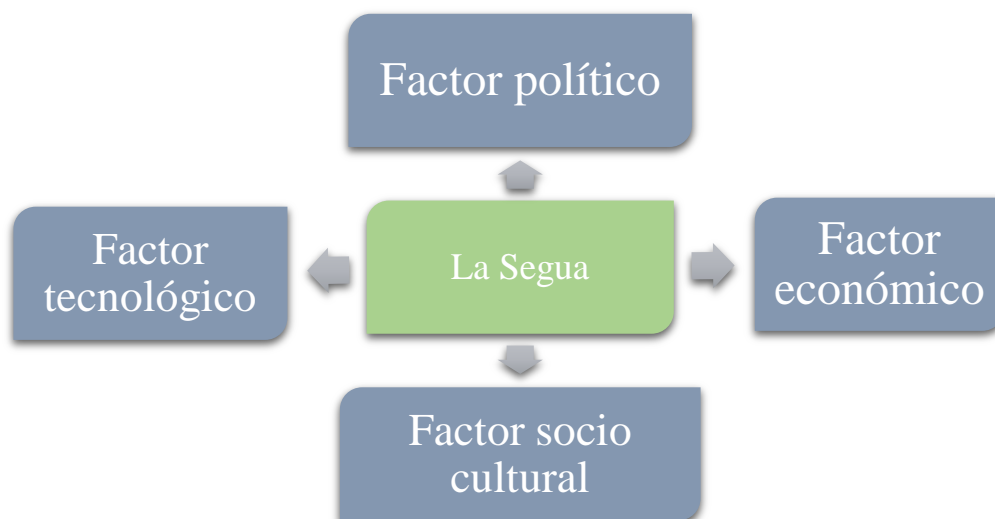 Factor político
Factor
tecnológico
La Segua
Factor
económico
Factor socio
cultural